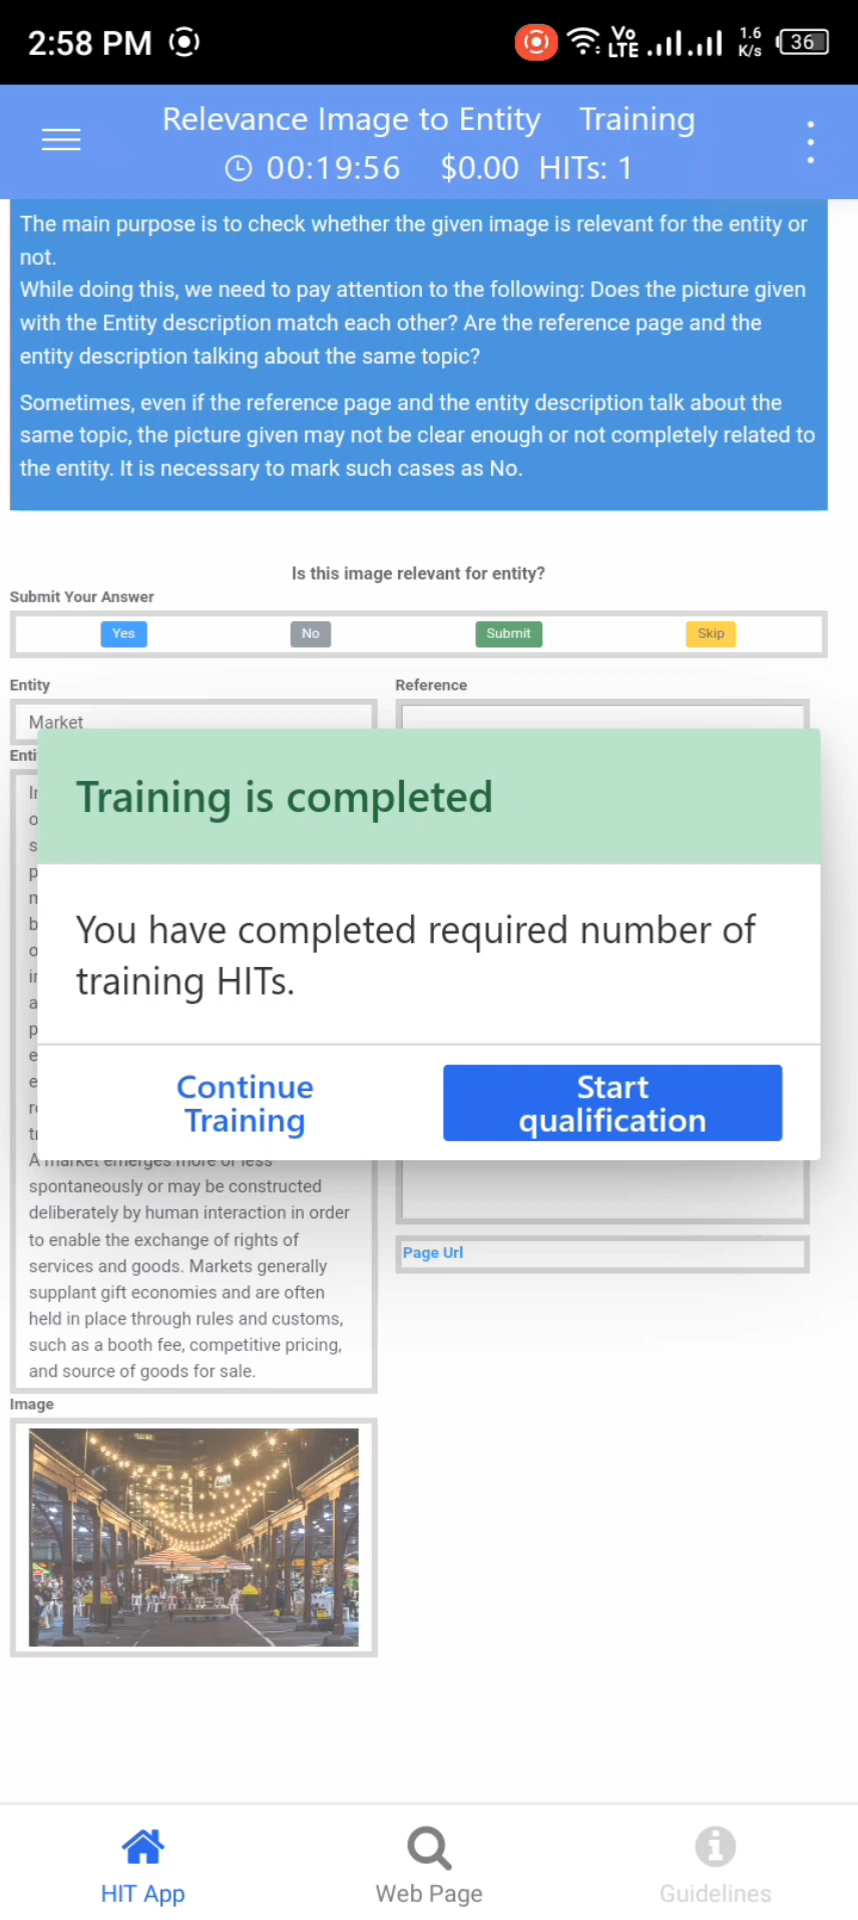 2:58 PM
Vo LTE 1.6 K/s 36
Relevance Image to Entity Training
00:19:56 $0.00 HITs: 1
The main purpose is to check whether the given image is relevant for the entity or
not.
While doing this, we need to pay attention to the following: Does the picture given
with the Entity description match each other? Are the reference page and the
entity description talking about the same topic?
Sometimes, even if the reference page and the entity description talk about the
same topic, the picture given may not be clear enough or not completely related to
the entity. It is necessary to mark such cases as No.
Is this image relevant for entity?
Submit Your Answer
Yes No Submit Skip
Entity Reference
Market
Training is completed
You have completed required number of
training HITs.
Continue
Training
Start
qualification
A market emerges more or less
spontaneously or may be constructed
deliberately by human interaction in order
to enable the exchange of rights of
services and goods. Markets generally
supplant gift economies and are often
held in place through rules and customs,
such as a booth fee, competitive pricing,
and source of goods for sale.
Page Url
Image
HIT App Web Page Guidelines